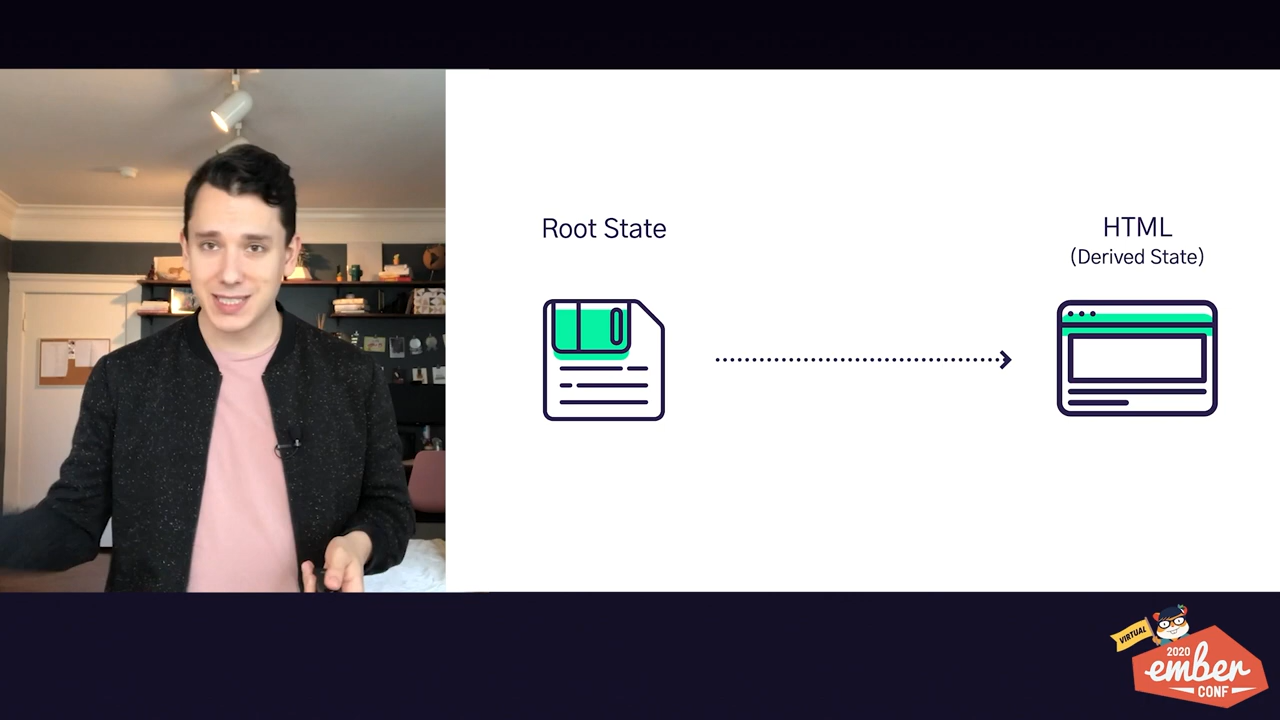 Root State
HTML
(Derived State)
VIRTUAL
2020
ember
CONF